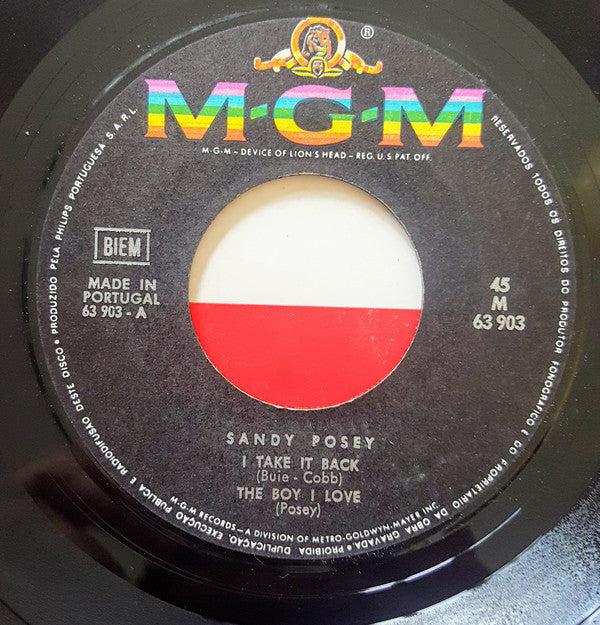 ®
M-G-M
M-G-M – DEVICE OF LION'S HEAD – REG. U.S. PAT. OFF.
BIEM
MADE IN
PORTUGAL
63 903 - A
45
M
63 903
SANDY POSEY
I TAKE IT BACK
(Buie - Cobb)
THE BOY I LOVE
(Posey)
M-G-M RECORDS – A DIVISION OF METRO-GOLDWYN-MAYER INC
RESERVADOS TODOS OS DIREITOS DO PRODUTOR FONOGRÁFICO E DO PROPRIETÁRIO DA OBRA GRAVADA • PROIBIDA DUPLICAÇÃO, EXECUÇÃO PÚBLICA E RADIODIFUSÃO DESTE DISCO • PRODUZIDO PELA PHILIPS PORTUGUESA S.A.R.L.